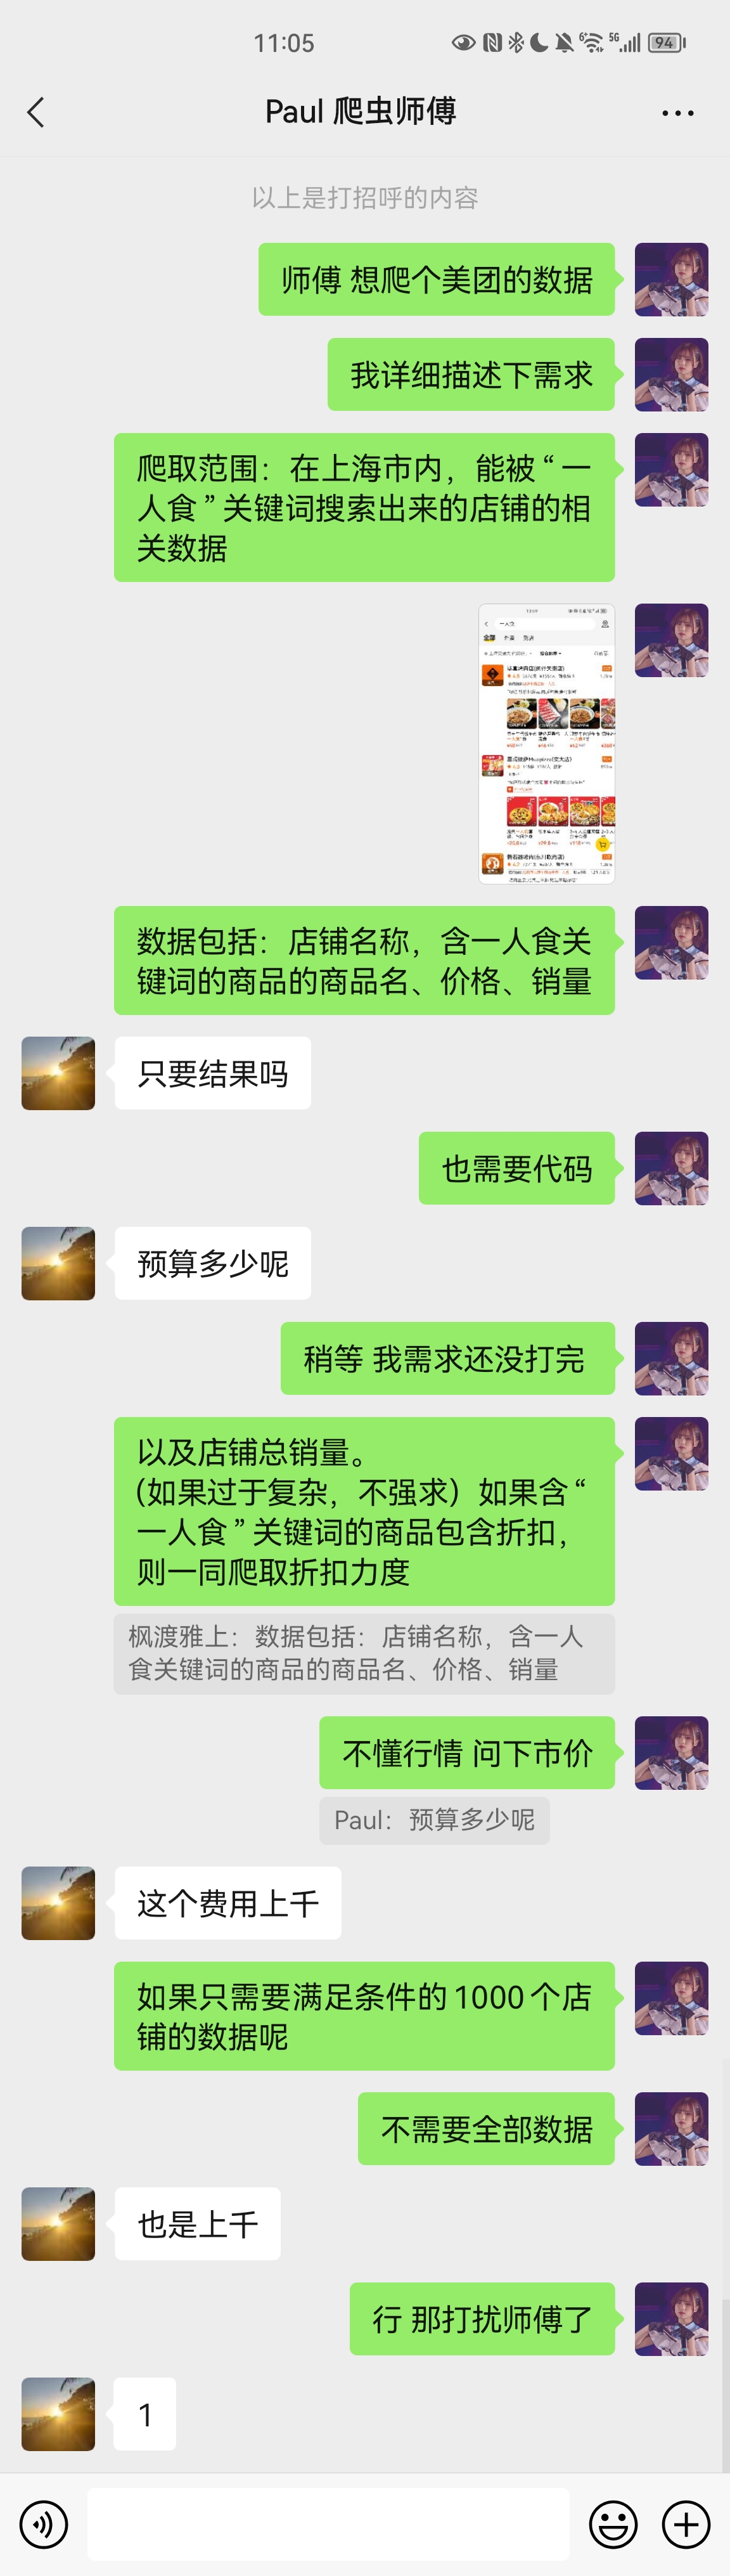 11:05
6+
5G
94
Paul 爬虫师傅
以上是打招呼的内容
师傅 想爬个美团的数据
我详细描述下需求
爬取范围：在上海市内，能被“一
人食”关键词搜索出来的店铺的相
关数据
一人食
全部
数据包括：店铺名称，含一人食关
键词的商品的商品名、价格、销量
只要结果吗
也需要代码
预算多少呢
稍等 我需求还没打完
以及店铺总销量。
(如果过于复杂，不强求）如果含“
一人食”关键词的商品包含折扣，
则一同爬取折扣力度
枫渡雅上：数据包括：店铺名称，含一人
食关键词的商品的商品名、价格、销量
不懂行情 问下市价
Paul：预算多少呢
这个费用上千
如果只需要满足条件的1000个店
铺的数据呢
不需要全部数据
也是上千
行 那打扰师傅了
1